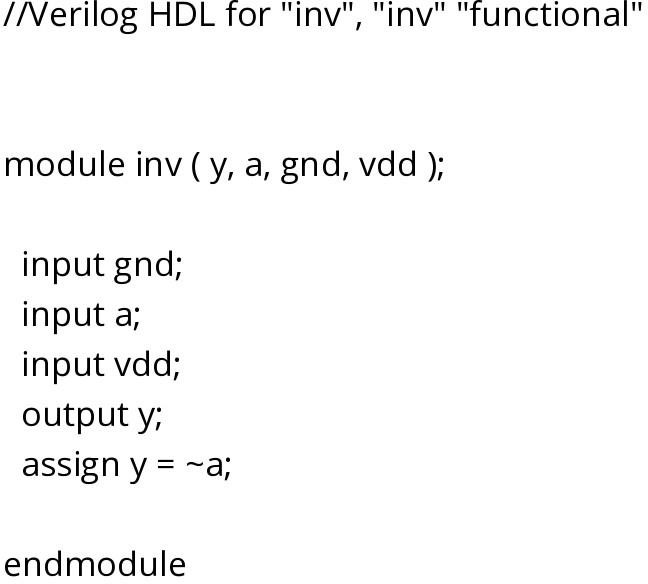 //Verilog HDL for "inv", "inv" "functional"
module inv ( y, a, gnd, vdd );
input gnd;
input a;
input vdd;
output y;
assign y = ~a;
endmodule